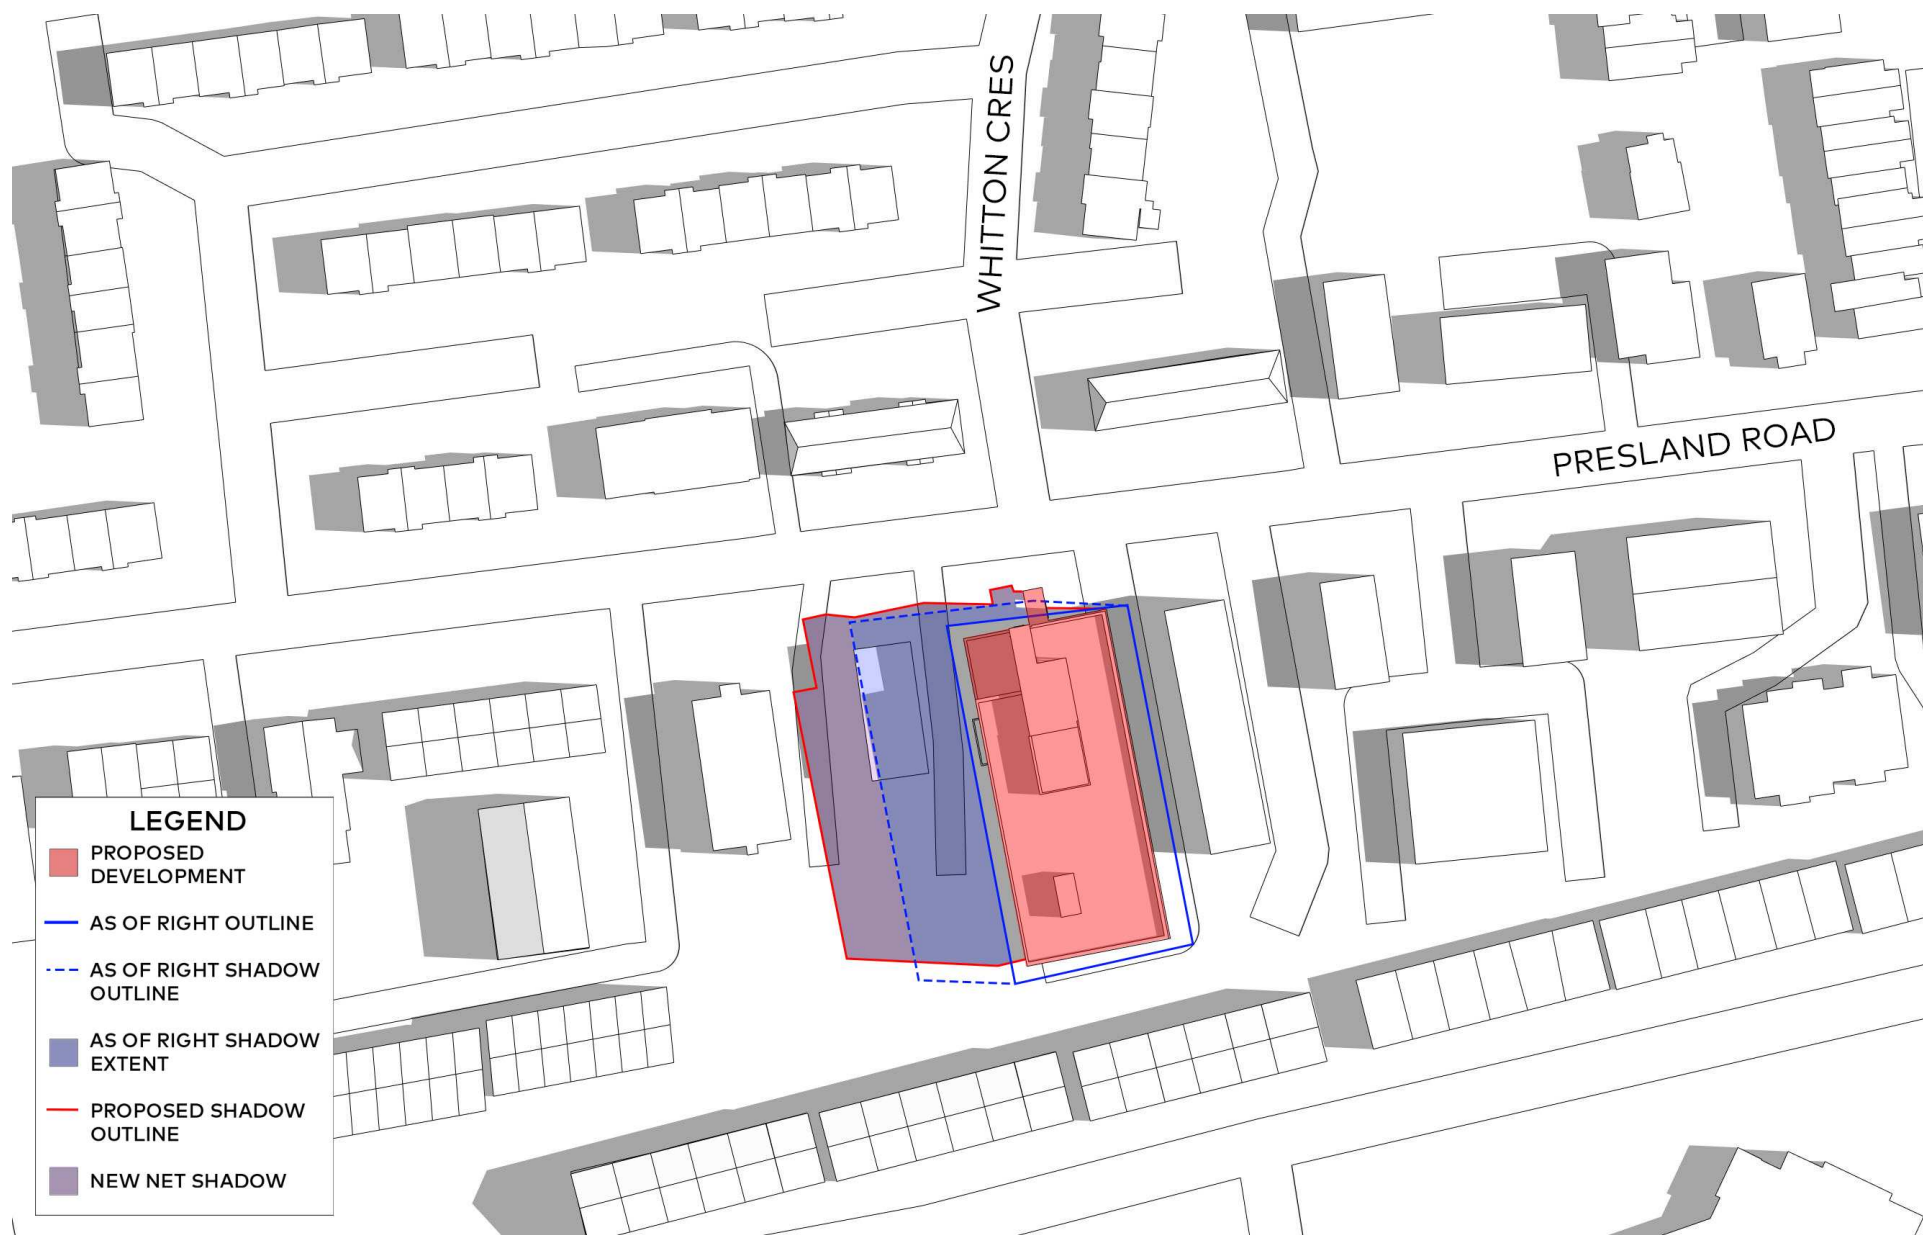 WHITTON CRES
PRESLAND ROAD
LEGEND
PROPOSED
DEVELOPMENT
AS OF RIGHT OUTLINE
AS OF RIGHT SHADOW
OUTLINE
AS OF RIGHT SHADOW
EXTENT
PROPOSED SHADOW
OUTLINE
NEW NET SHADOW